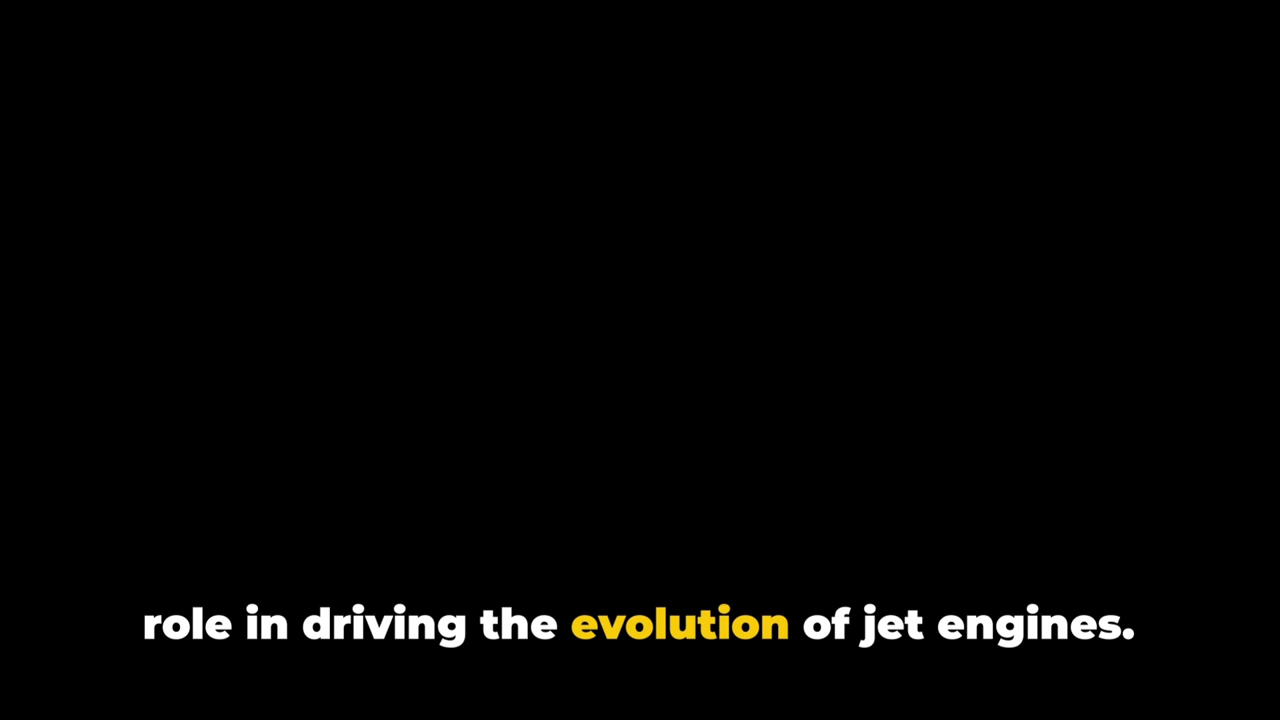 role in driving the evolution of jet engines.